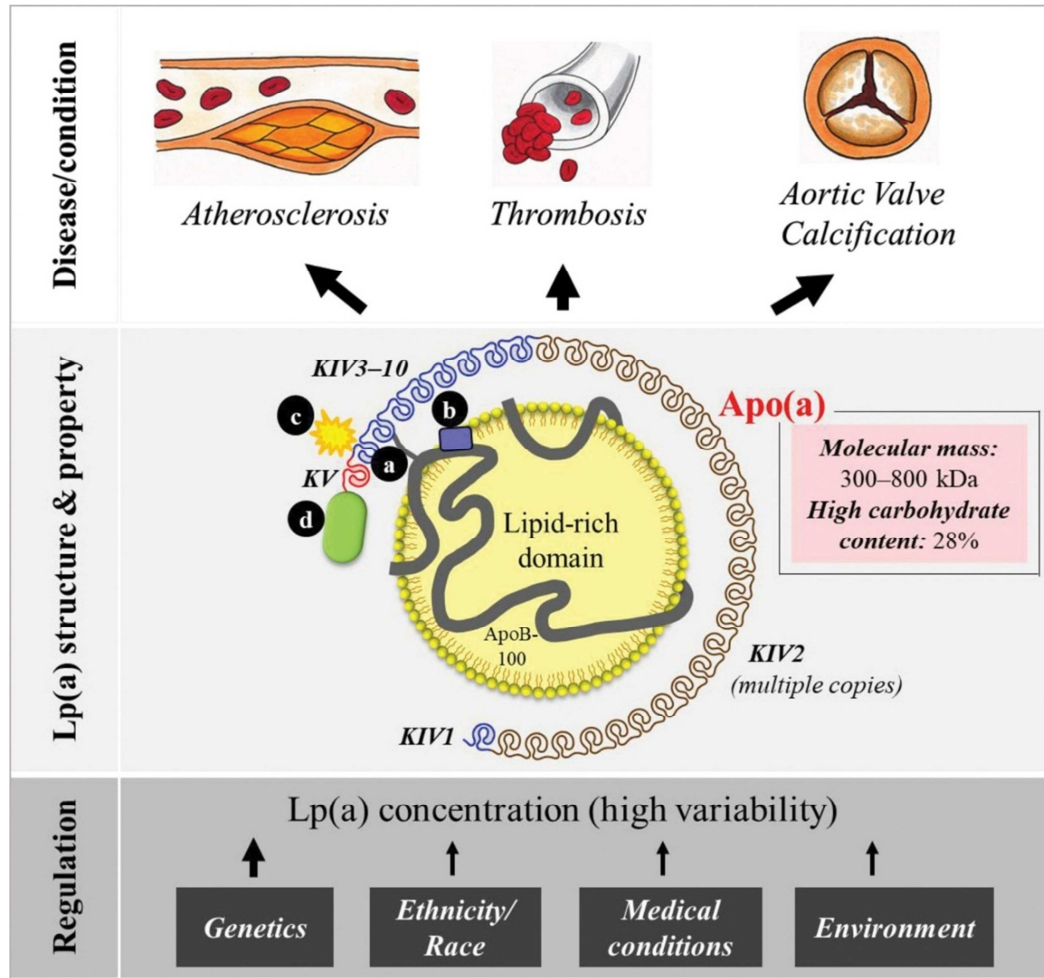 Disease/condition
Atherosclerosis
Thrombosis
Aortic Valve
Calcification
Lp(a) structure & property
KIV3–10
c
b
a
KV
d
Lipid-rich
domain
ApoB-
100
Apo(a)
Molecular mass:
300–800 kDa
High carbohydrate
content: 28%
KIV2
(multiple copies)
KIV1
Regulation
Lp(a) concentration (high variability)
Genetics
Ethnicity/
Race
Medical
conditions
Environment